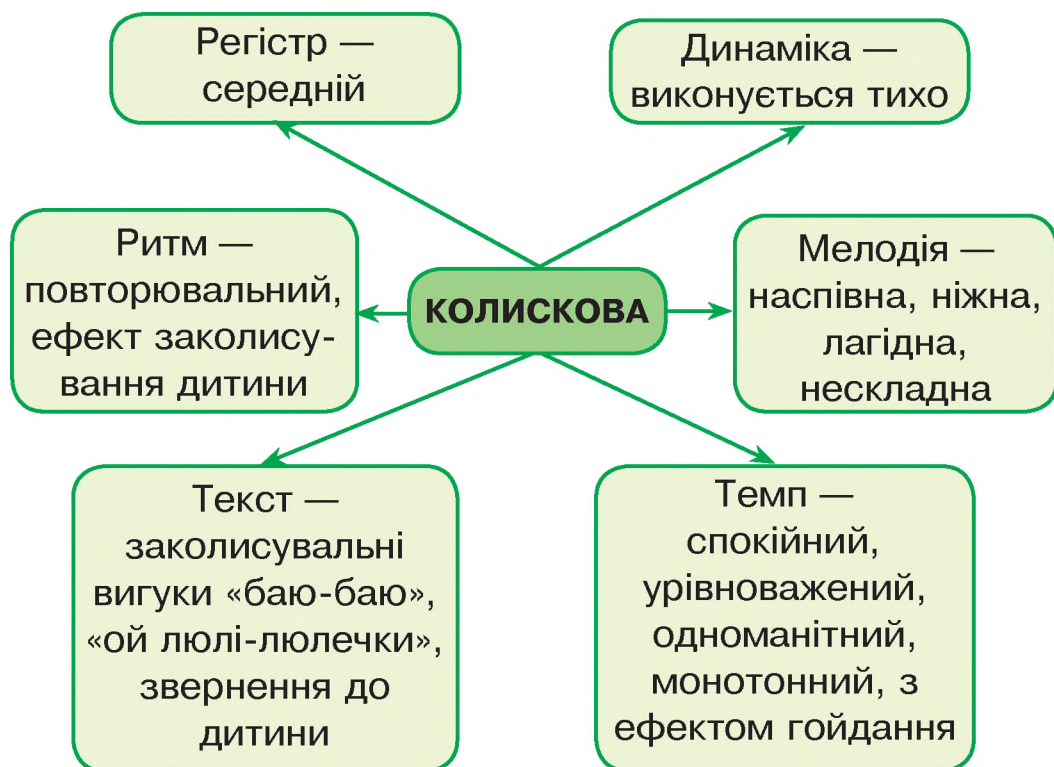 Регістр —
середній
Динаміка —
виконується тихо
Ритм —
повторювальний,
ефект заколису-
вання дитини
КОЛИСКОВА
Мелодія —
наспівна, ніжна,
лагідна,
нескладна
Текст —
заколисувальні
вигуки «баю-баю»,
«ой люлі-люлечки»,
звернення до
дитини
Темп —
спокійний,
урівноважений,
одноманітний,
монотонний, з
ефектом гойдання